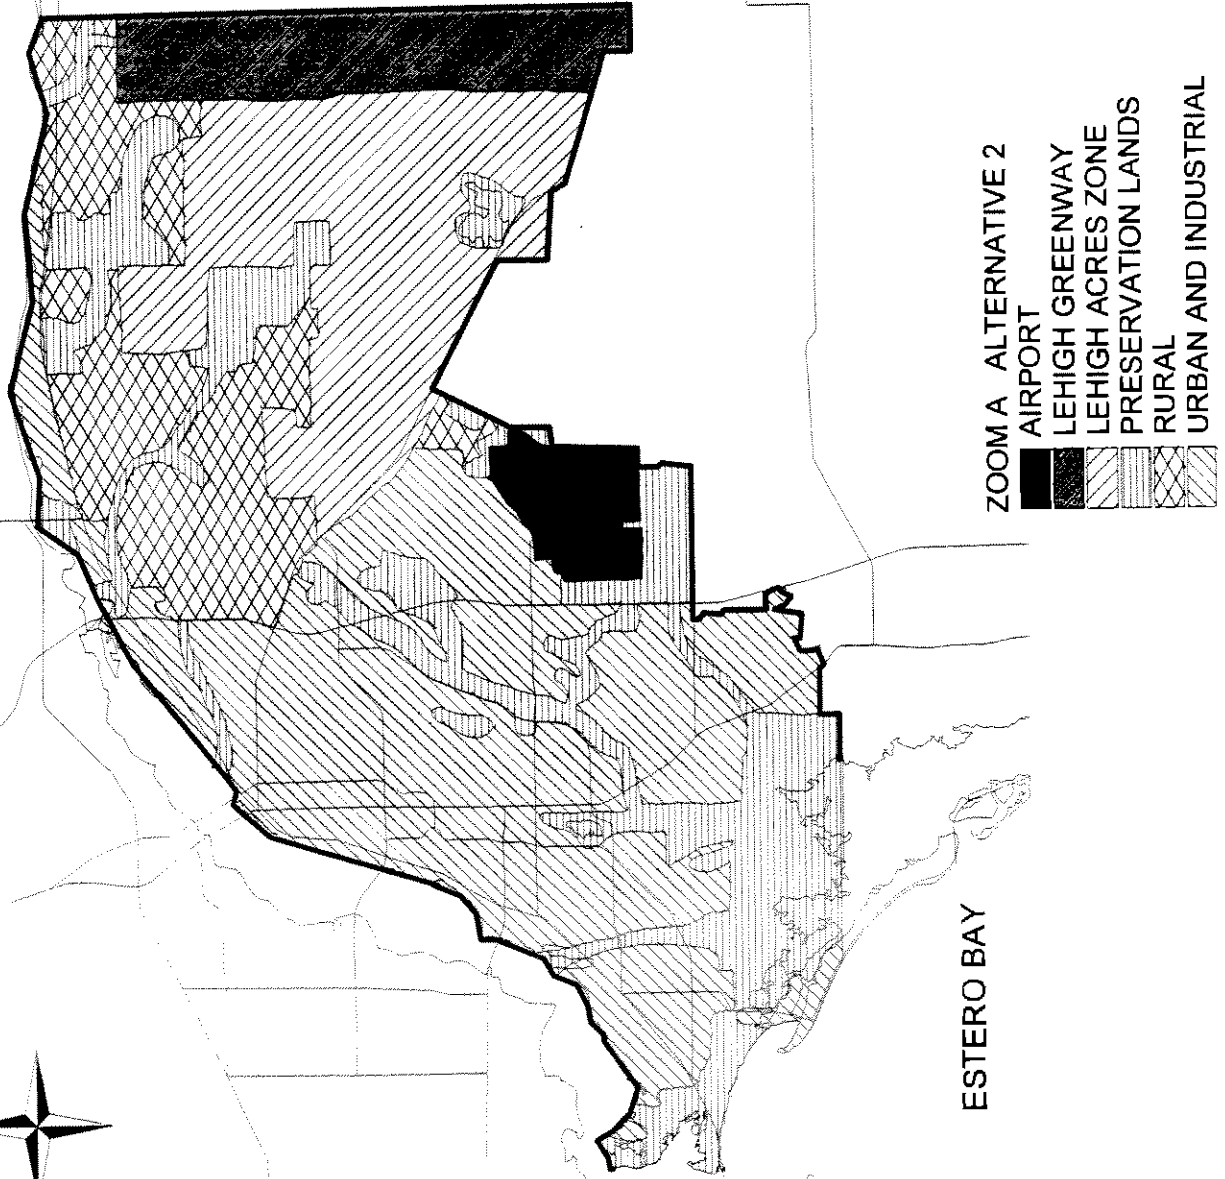 ZOOM A ALTERNATIVE 2
AIRPORT
LEHIGH GREENWAY
LEHIGH ACRES ZONE
PRESERVATION LANDS
RURAL
URBAN AND INDUSTRIAL
ESTERO BAY